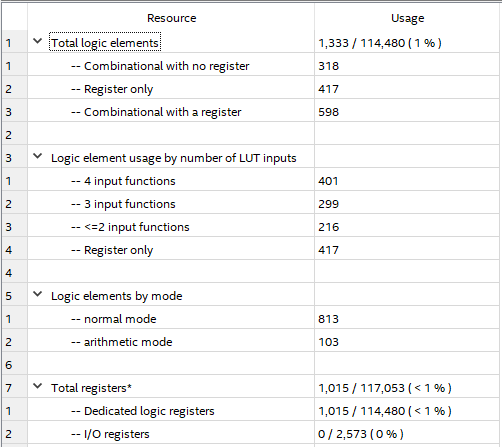 Resource Usage
1 Total logic elements 1,333 / 114,480 ( 1 % )
1 -- Combinational with no register 318
2 -- Register only 417
3 -- Combinational with a register 598
2
3 Logic element usage by number of LUT inputs
1 -- 4 input functions 401
2 -- 3 input functions 299
3 -- <=2 input functions 216
4 -- Register only 417
4
5 Logic elements by mode
1 -- normal mode 813
2 -- arithmetic mode 103
6
7 Total registers* 1,015 / 117,053 ( < 1 % )
1 -- Dedicated logic registers 1,015 / 114,480 ( < 1 % )
2 -- I/O registers 0 / 2,573 ( 0 % )